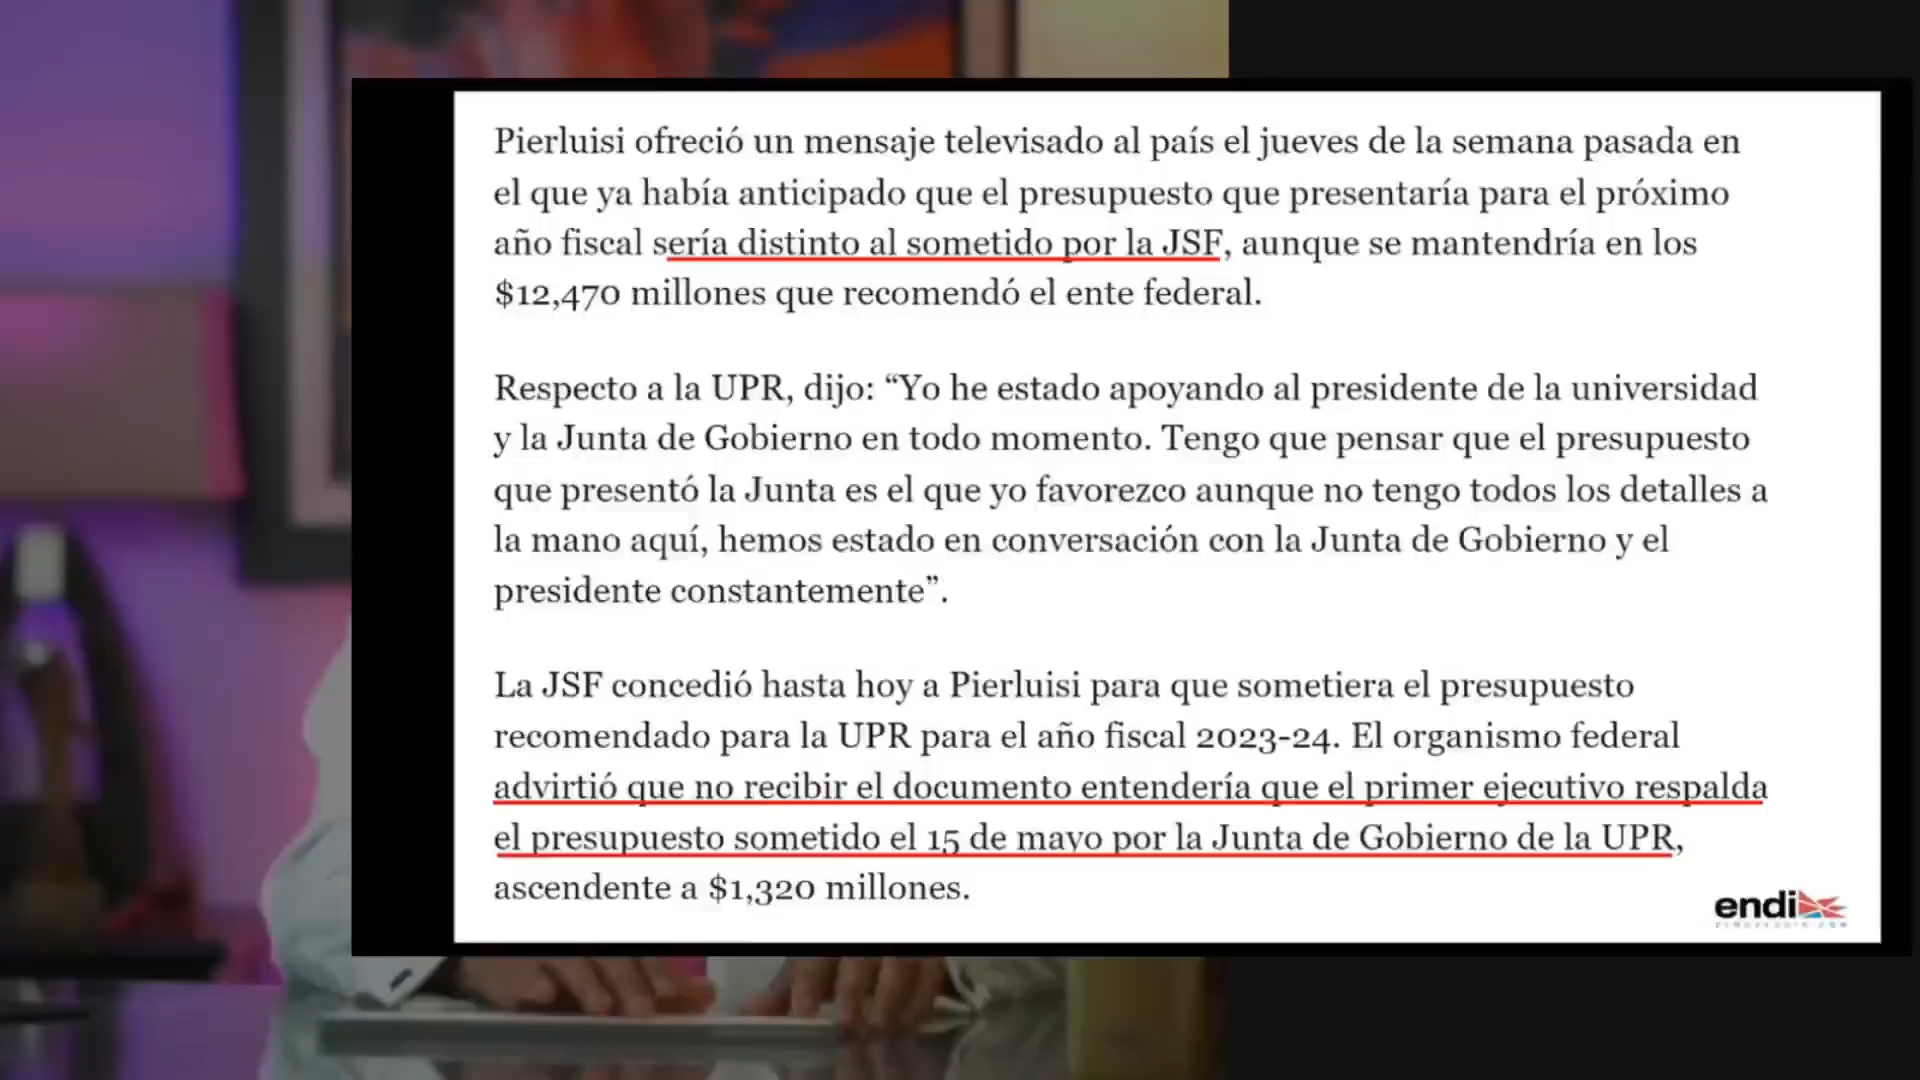 Pierluisi ofreció un mensaje televisado al país el jueves de la semana pasada en
el que ya había anticipado que el presupuesto que presentaría para el próximo
año fiscal sería distinto al sometido por la JSF, aunque se mantendría en los
$12,470 millones que recomendó el ente federal.
Respecto a la UPR, dijo: “Yo he estado apoyando al presidente de la universidad
y la Junta de Gobierno en todo momento. Tengo que pensar que el presupuesto
que presentó la Junta es el que yo favorezco aunque no tengo todos los detalles a
la mano aquí, hemos estado en conversación con la Junta de Gobierno y el
presidente constantemente”.
La JSF concedió hasta hoy a Pierluisi para que sometiera el presupuesto
recomendado para la UPR para el año fiscal 2023-24. El organismo federal
advirtió que no recibir el documento entendería que el primer ejecutivo respalda
el presupuesto sometido el 15 de mayo por la Junta de Gobierno de la UPR,
ascendente a $1,320 millones.
endi